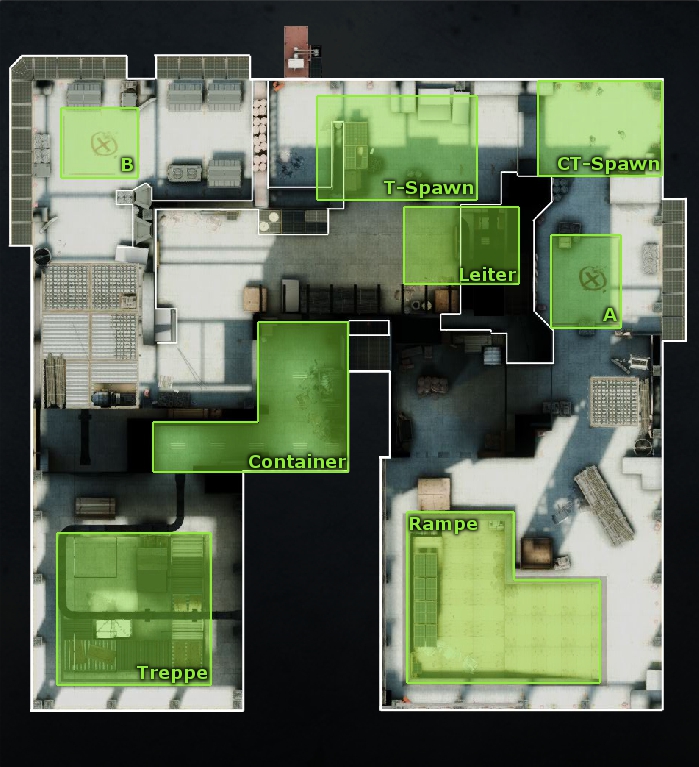 B
T-Spawn
CT-Spawn
Leiter
A
Container
Rampe
Treppe